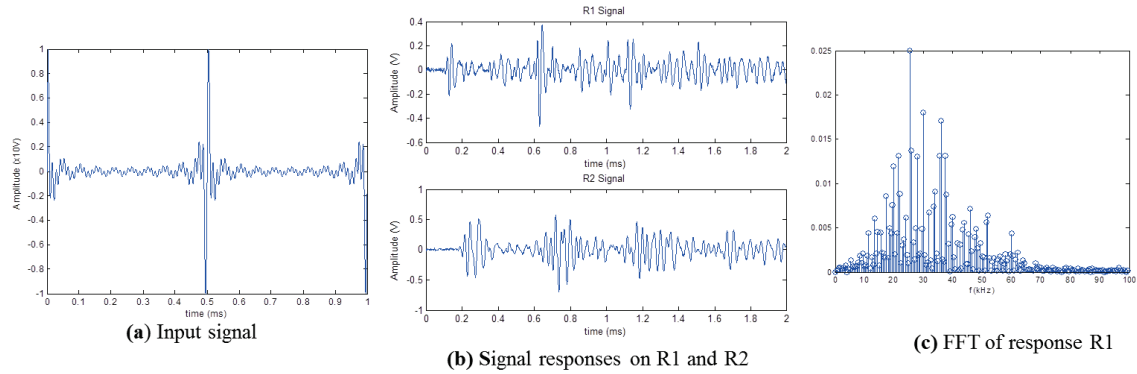 1
0.8
0.6
0.4
0.2
0
-0.2
-0.4
-0.6
-0.8
-1
Amplitude (x10V)
0 0.1 0.2 0.3 0.4 0.5 0.6 0.7 0.8 0.9 1
time (ms)
(a) Input signal
R1 Signal
0.4
0.2
0
-0.2
-0.4
-0.6
Amplitude (V)
0 0.2 0.4 0.6 0.8 1 1.2 1.4 1.6 1.8 2
time (ms)
R2 Signal
1
0.5
0
-0.5
-1
Amplitude (V)
0 0.2 0.4 0.6 0.8 1 1.2 1.4 1.6 1.8 2
time (ms)
(b) Signal responses on R1 and R2
0.025
0.02
0.015
0.01
0.005
0
0 10 20 30 40 50 60 70 80 90 100
f(kHz)
(c) FFT of response R1